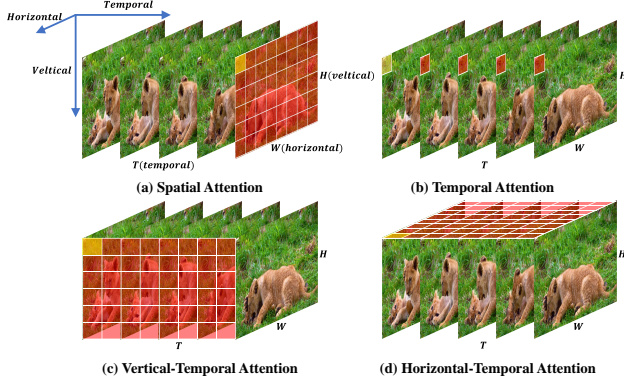 Temporal
Horizontal
Veltical
H(veltical)
W(horizontal)
T(temporal)
(a) Spatial Attention
H
W
T
(b) Temporal Attention
H
W
T
(c) Vertical-Temporal Attention
H
W
T
(d) Horizontal-Temporal Attention